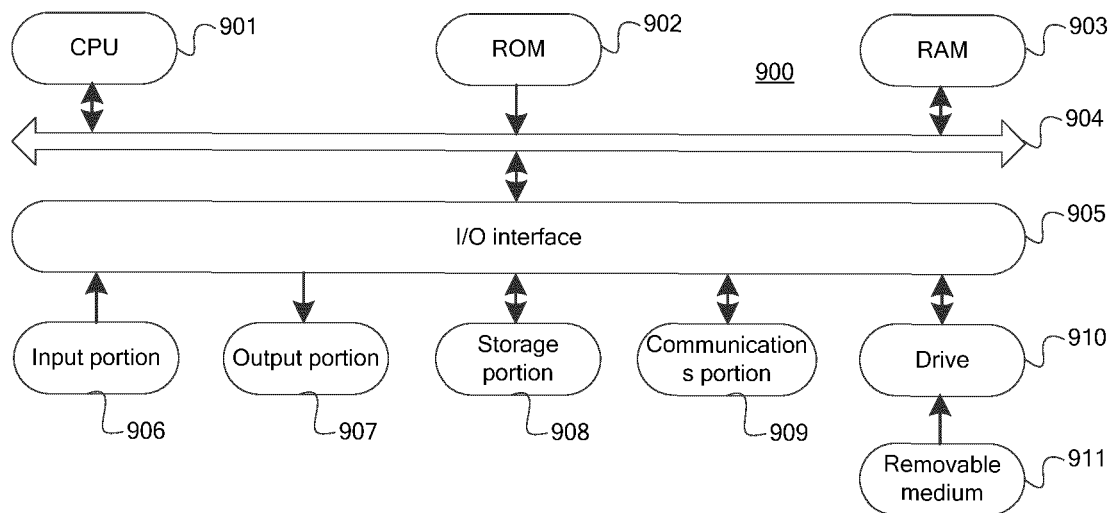 CPU
901
ROM
902
900
RAM
903
904
I/O interface
905
Input portion
906
Output portion
907
Storage
portion
908
Communication
s portion
909
Drive
910
Removable
medium
911